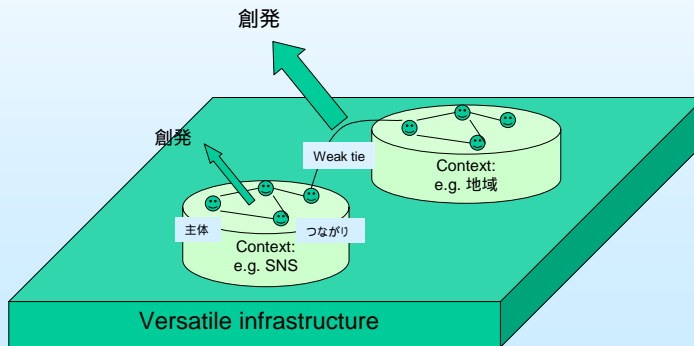 創発
創発
Weak tie
Context:
e.g. 地域
主体
つながり
Context:
e.g. SNS
Versatile infrastructure